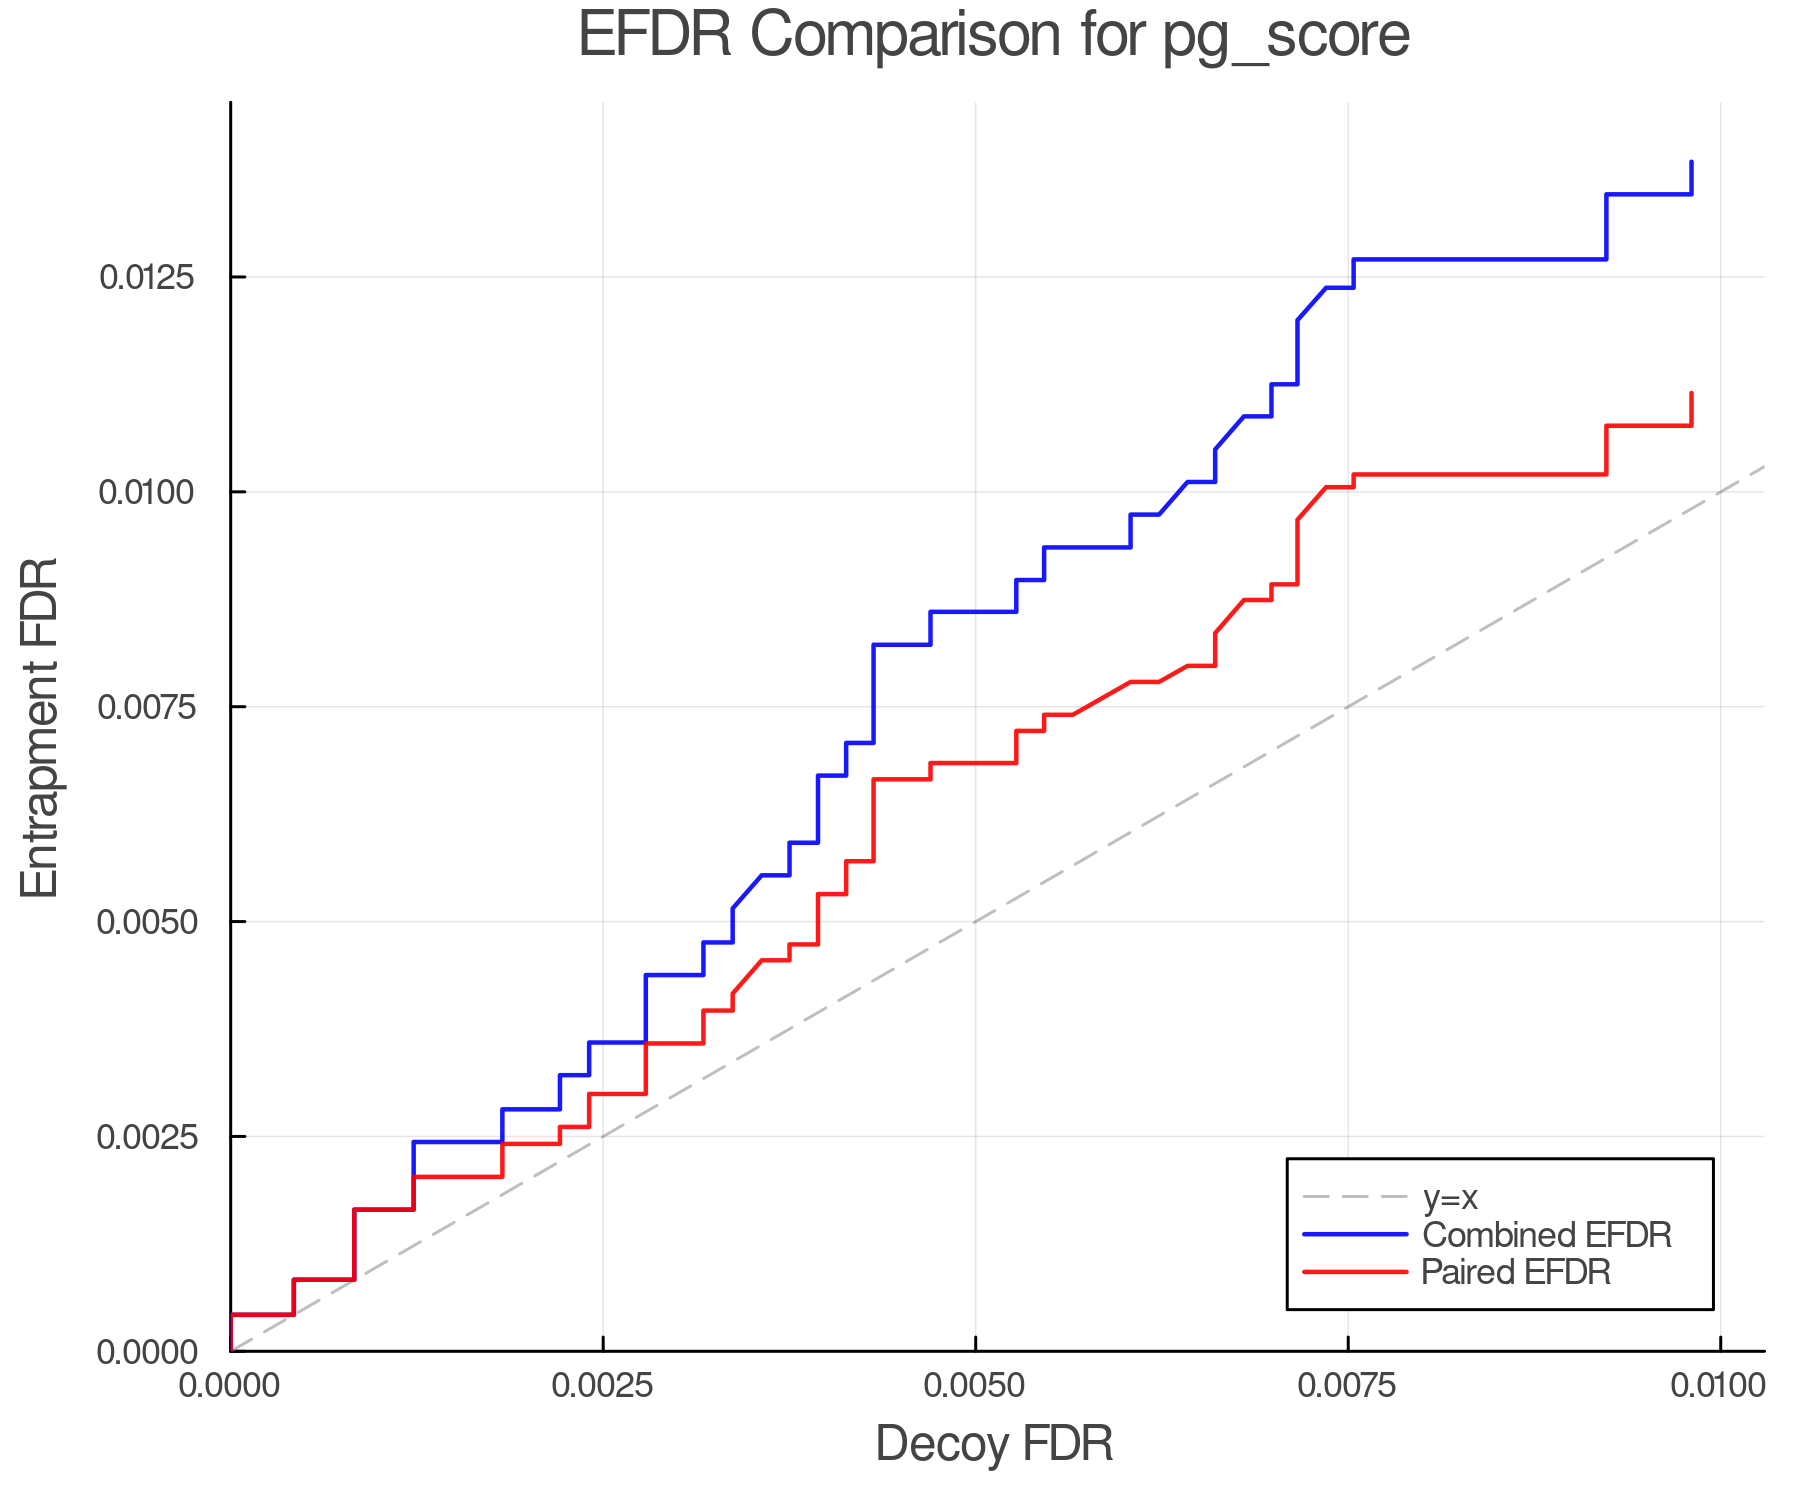 EFDR Comparison for pg_score
Entrapment FDR
0.0125
0.0100
0.0075
0.0050
0.0025
0.0000
y=x
Combined EFDR
Paired EFDR
0.0000 0.0025 0.0050 0.0075 0.0100
Decoy FDR